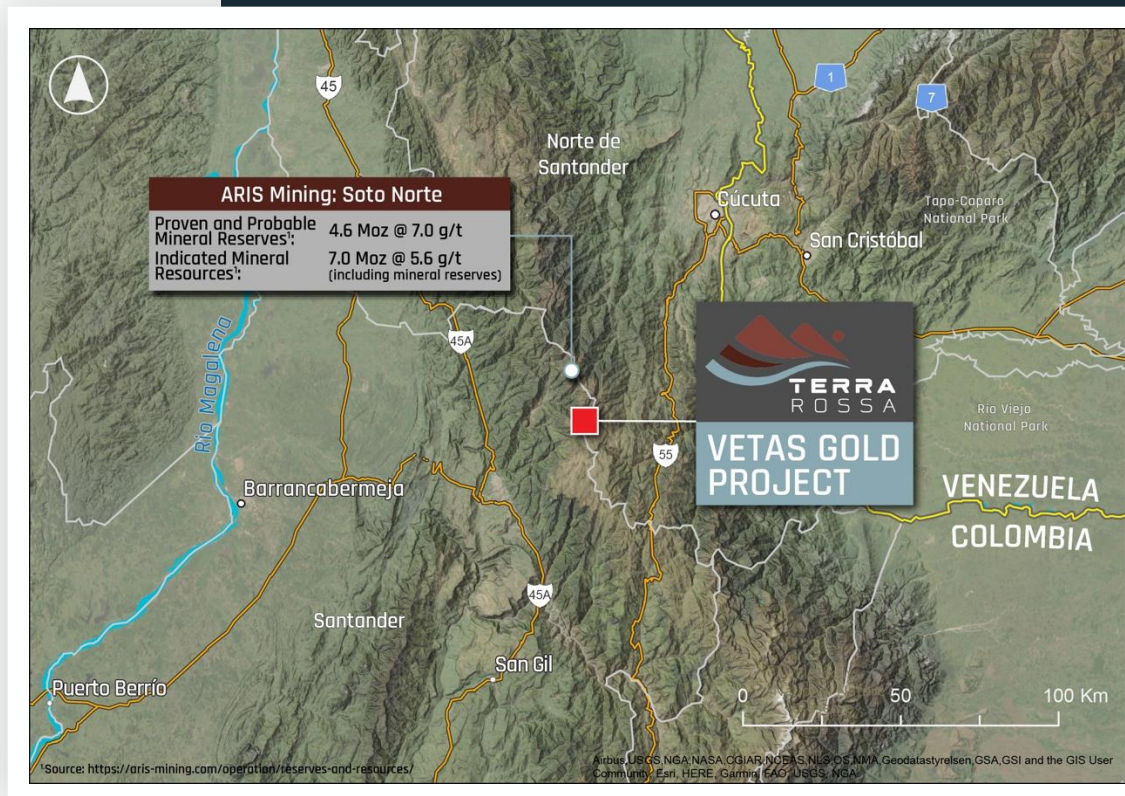 45
1
7
Norte de
Santander
ARIS Mining: Soto Norte
Proven and Probable
Mineral Reserves¹: 4.6 Moz @ 7.0 g/t
Indicated Mineral
Resources¹: 7.0 Moz @ 5.6 g/t
(including mineral reserves)
Cúcuta
San Cristóbal
Tapo-Caparo
National Park
Rio Magalena
45A
TERRA
ROSSA
VETAS GOLD
PROJECT
Rio Viejo
National Park
55
Barrancabermeja
VENEZUELA
COLOMBIA
45A
Santander
San Gil
Puerto Berrío
0 50 100 Km
¹Source: https://aris-mining.com/operation/reserves-and-resources/
Airbus,USGS,NGA,NASA,CGIAR,NCEAS,NLS,OS,NMA,Geodatastyrelsen,GSA,GSI and the GIS User
Community, Esri, HERE, Garmin, FAO, USGS, NGA